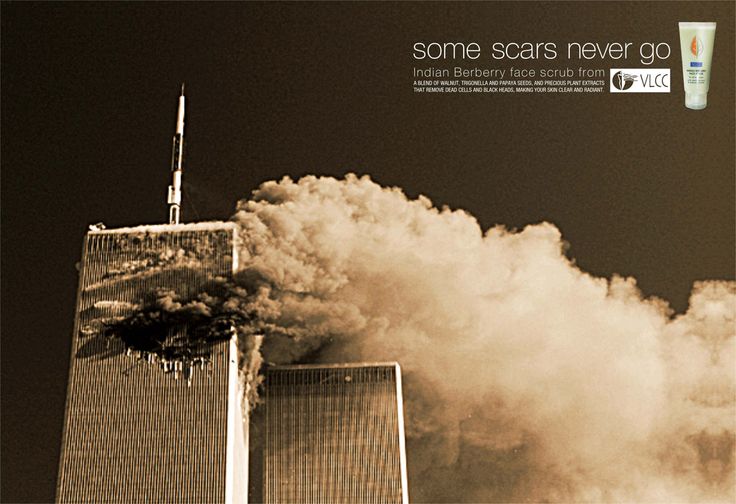 some scars never go
Indian Berberry face scrub from VLCC
A BLEND OF WALNUT, TRIGONELLA AND PAPAYA SEEDS, AND PRECIOUS PLANT EXTRACTS
THAT REMOVE DEAD CELLS AND BLACK HEADS, MAKING YOUR SKIN CLEAR AND RADIANT.